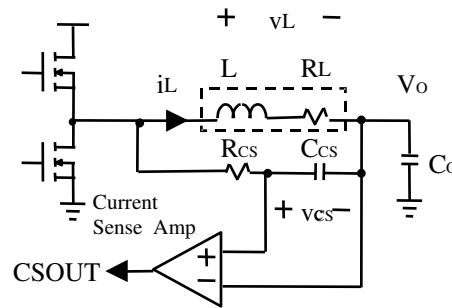 + vL −
iL L RL
VO
RCS CCS
CO
+ vcs −
Current
Sense Amp
+
−
CSOUT